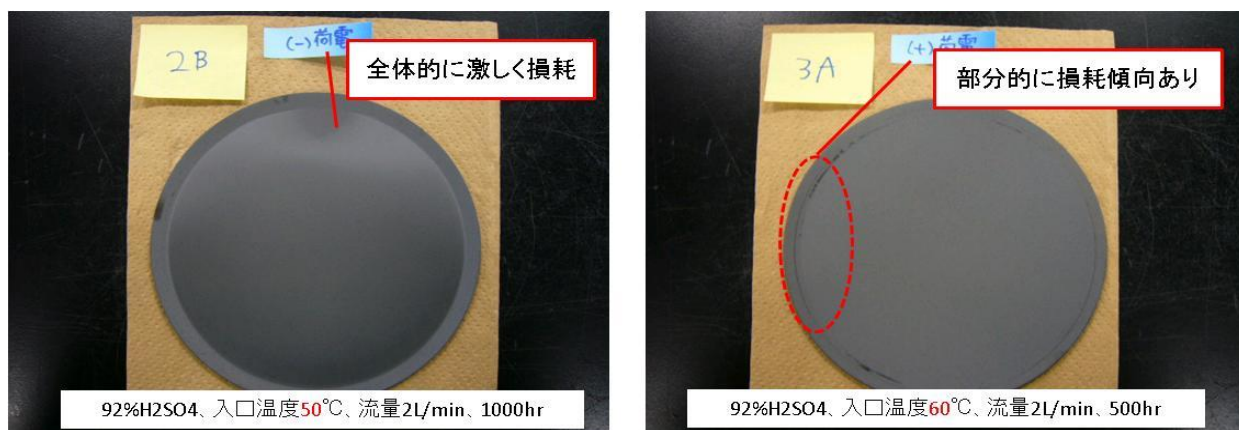 2B
(-)荷電
全体的に激しく損耗
92%H2SO4、入口温度50℃、流量2L/min、1000hr
3A
(+)荷電
部分的に損耗傾向あり
92%H2SO4、入口温度60℃、流量2L/min、500hr